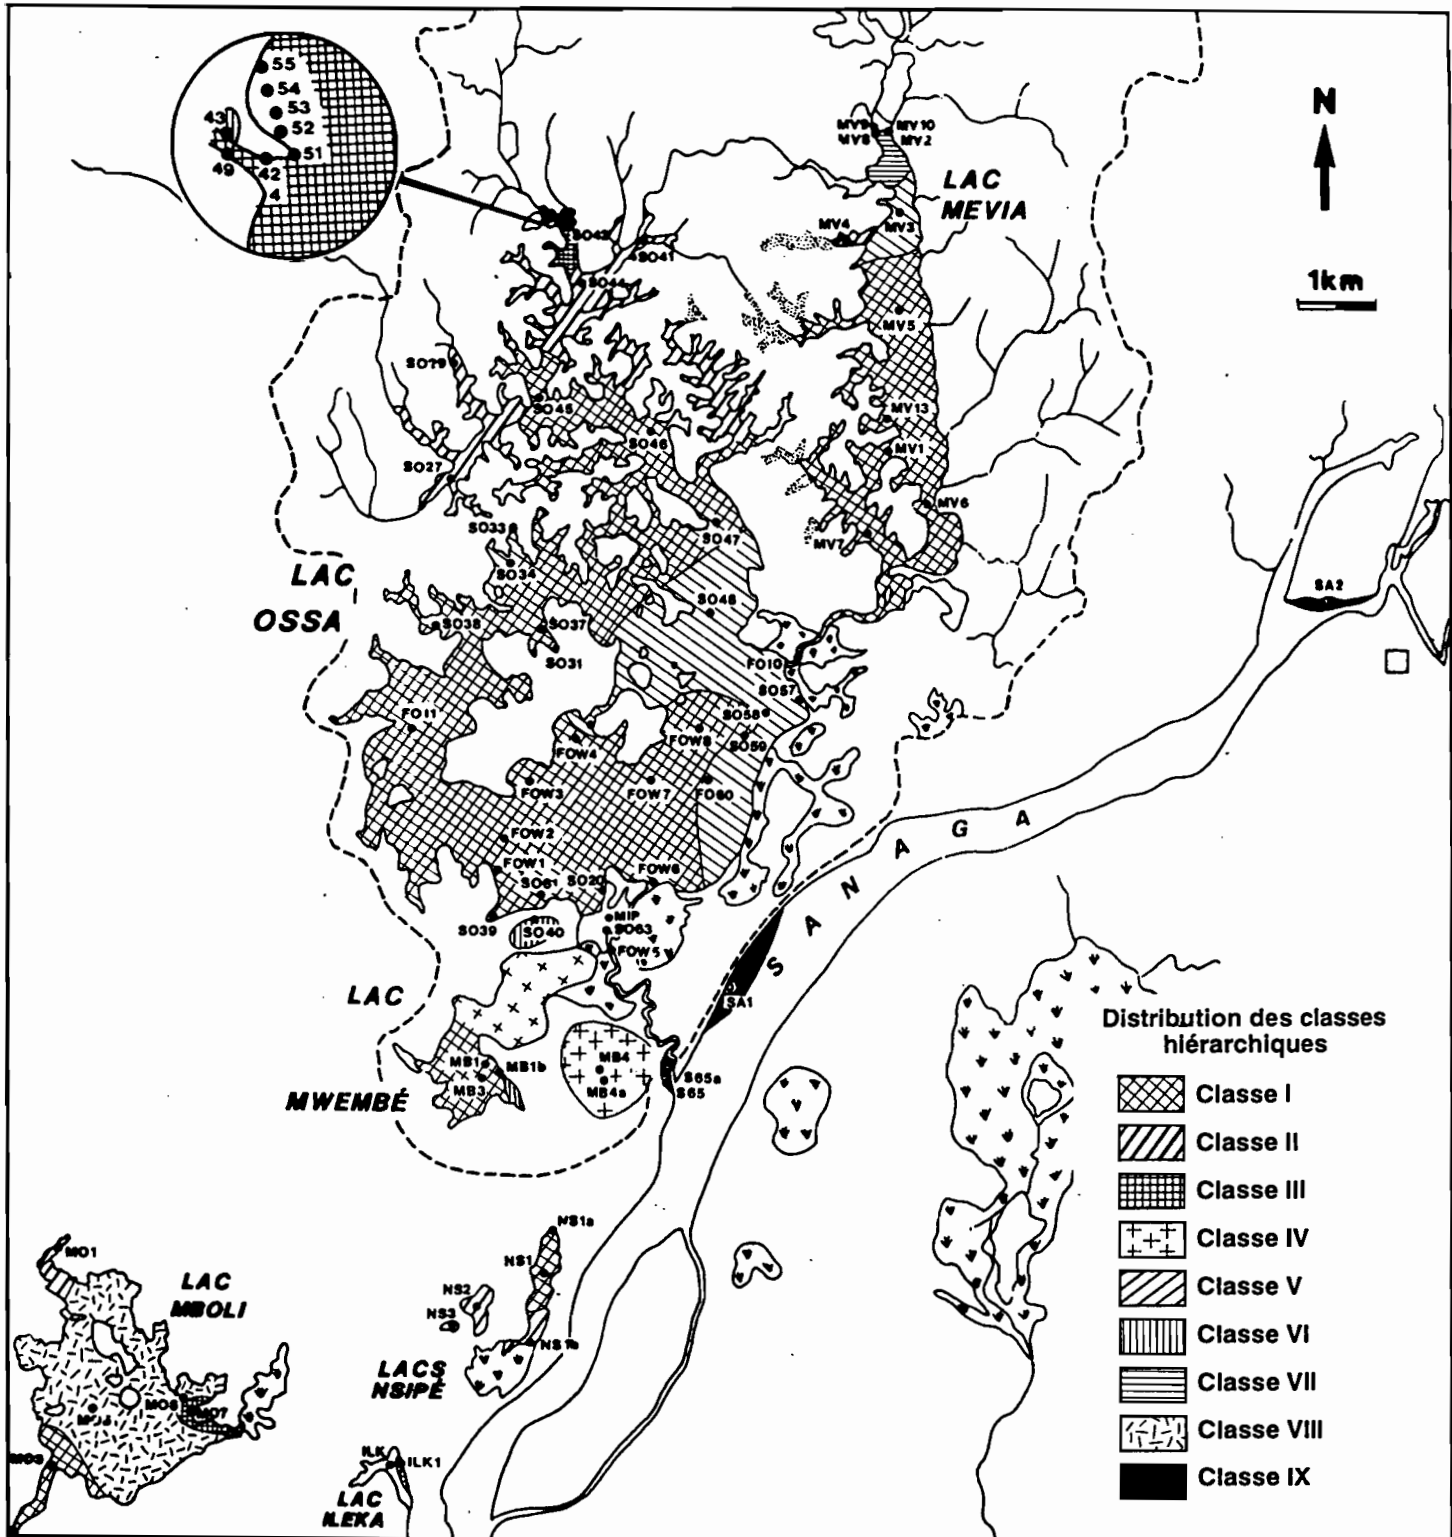 55
54
53
52
51
43
49
42
4
N
1km
MV9
MV10
MV8
MV2
LAC
MEVIA
MV4
MV3
MV5
MV13
MV1
MV6
MV7
SO41
SO44
SO45
SO46
SO27
SO33
SO47
SO34
LAC
OSSA
SO48
SO38
SO37
SO31
FO10
SO57
SO58
SO59
FO11
FOW8
FOW4
FOW3
FOW7
FO60
FOW2
FOW1
SO61
SO20
FOW6
SO39
SO40
MIP
SO63
FOW5
SANAGA
SA2
SA1
LAC
MWEMBÉ
MB1
MB1b
MB3
MB4
MB4a
S65a
S65
NS1a
NS1
NS2
NS3
NS1b
LACS
NSIPÉ
MO1
LAC
MBOLI
MO6
MO7
ILK
ILK1
LAC
ILEKA
Distribution des classes
hiérarchiques
Classe I
Classe II
Classe III
Classe IV
Classe V
Classe VI
Classe VII
Classe VIII
Classe IX